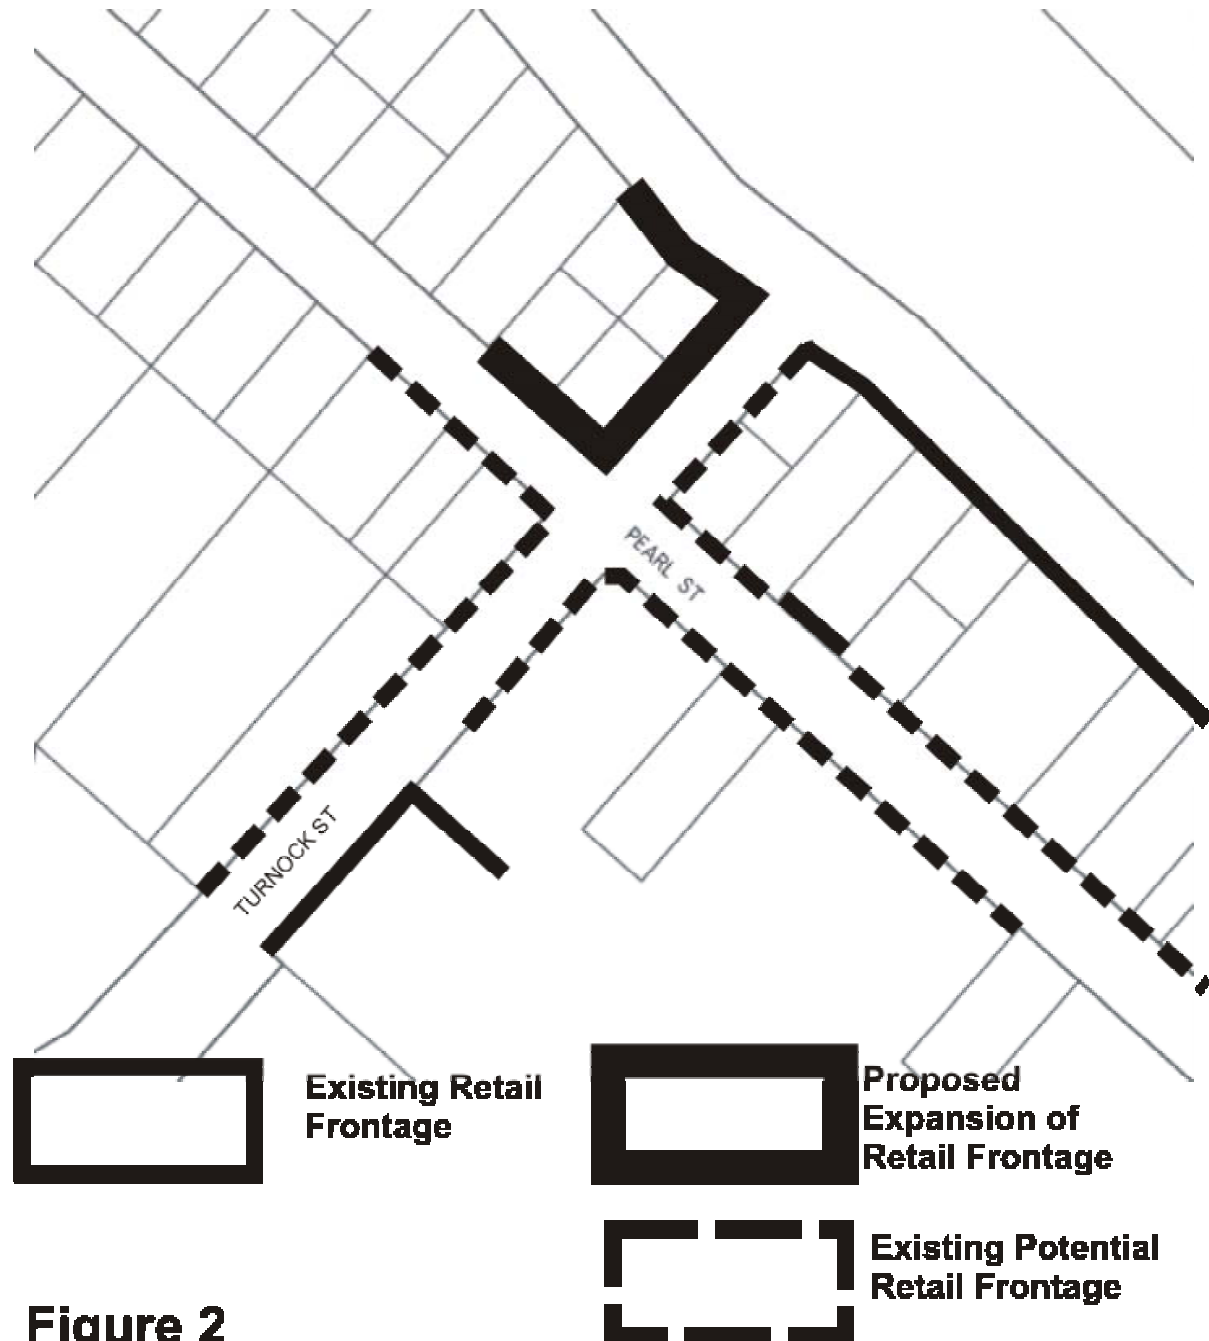 PEARL ST
TURNOCK ST
Existing Retail
Frontage
Proposed
Expansion of
Retail Frontage
Existing Potential
Retail Frontage
Figure 2